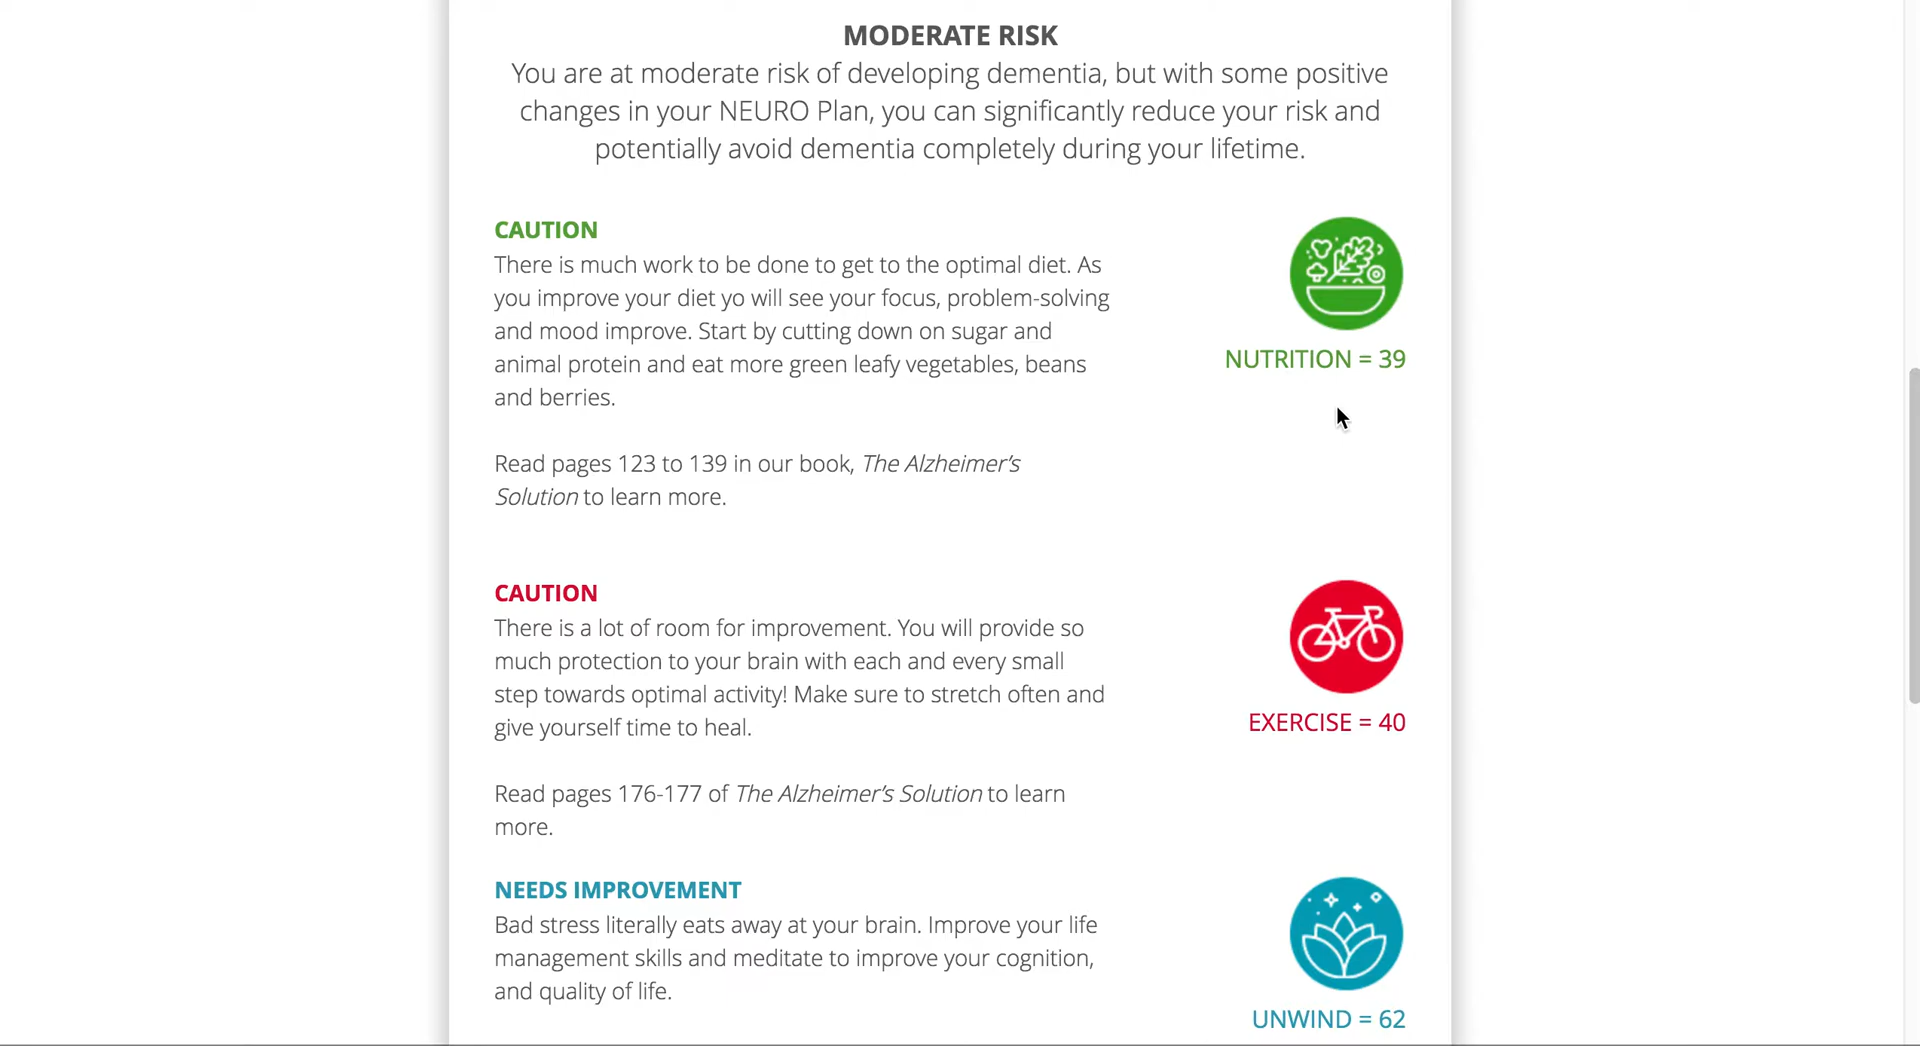 MODERATE RISK
You are at moderate risk of developing dementia, but with some positive
changes in your NEURO Plan, you can significantly reduce your risk and
potentially avoid dementia completely during your lifetime.
CAUTION
There is much work to be done to get to the optimal diet. As
you improve your diet yo will see your focus, problem-solving
and mood improve. Start by cutting down on sugar and
animal protein and eat more green leafy vegetables, beans
and berries.
Read pages 123 to 139 in our book, The Alzheimer's
Solution to learn more.
NUTRITION = 39
CAUTION
There is a lot of room for improvement. You will provide so
much protection to your brain with each and every small
step towards optimal activity! Make sure to stretch often and
give yourself time to heal.
Read pages 176-177 of The Alzheimer's Solution to learn
more.
EXERCISE = 40
NEEDS IMPROVEMENT
Bad stress literally eats away at your brain. Improve your life
management skills and meditate to improve your cognition,
and quality of life.
UNWIND = 62